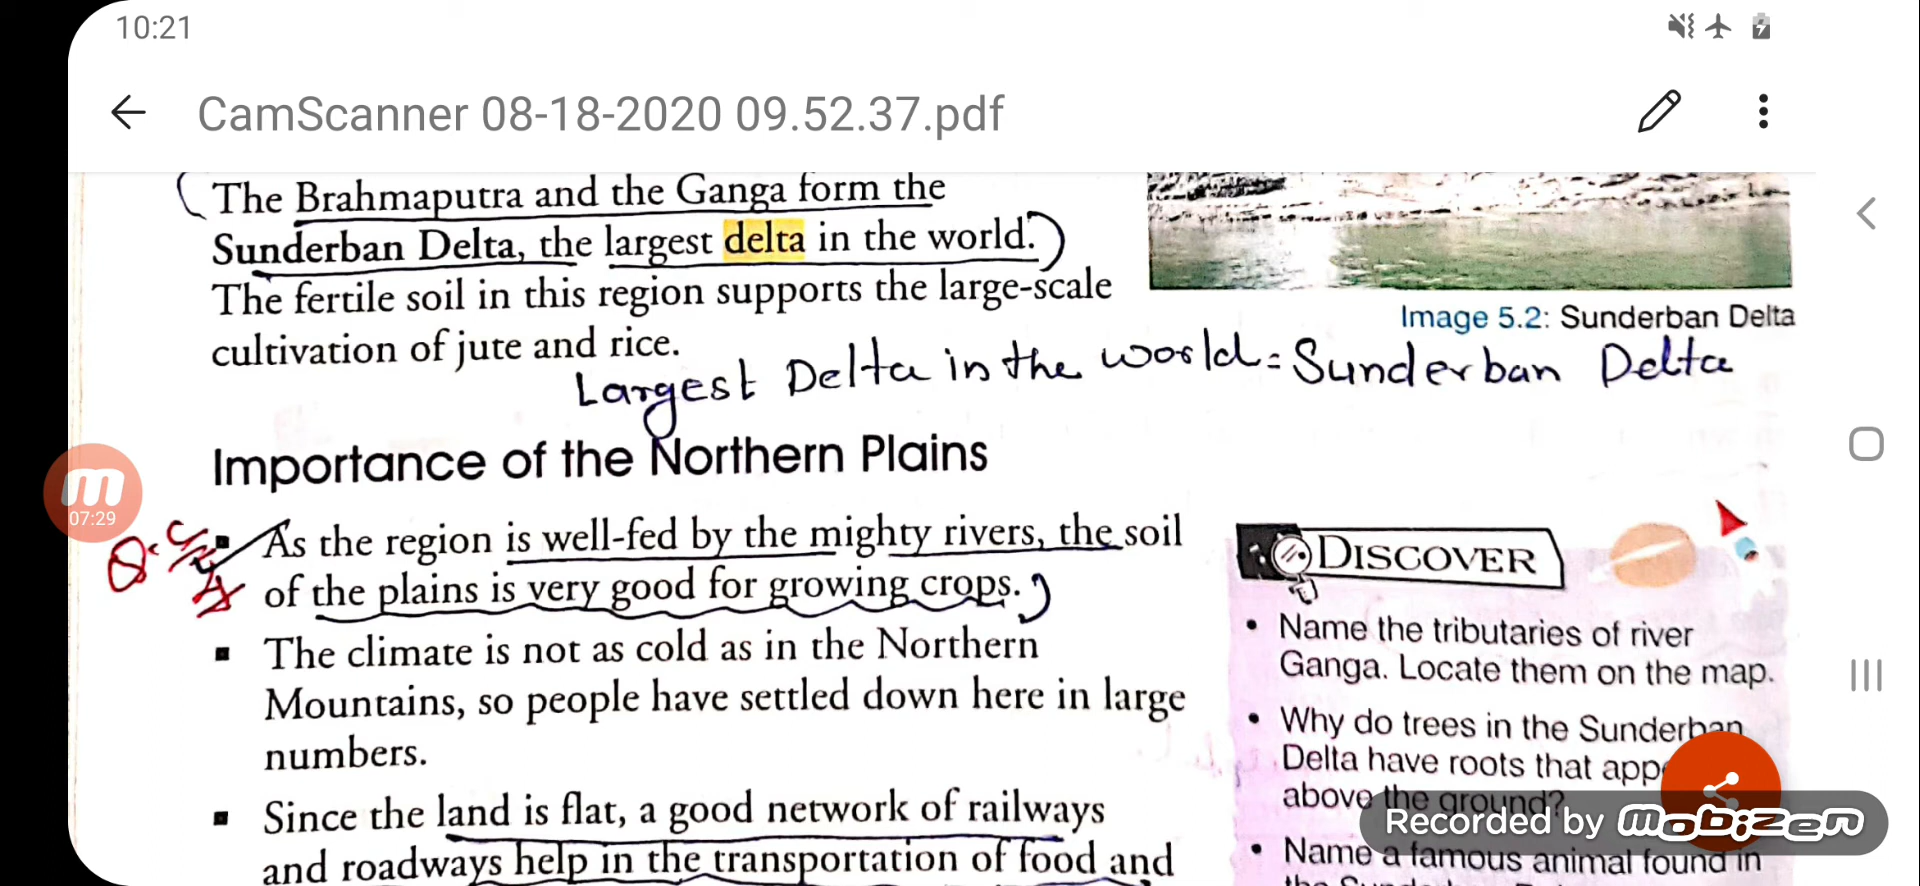 10:21
CamScanner 08-18-2020 09.52.37.pdf
The Brahmaputra and the Ganga form the
Sunderban Delta, the largest delta in the world.
The fertile soil in this region supports the large-scale
cultivation of jute and rice.
Image 5.2: Sunderban Delta
Largest Delta in the world = Sunderban Delta
Importance of the Northern Plains
07:29
As the region is well-fed by the mighty rivers, the soil
of the plains is very good for growing crops.
The climate is not as cold as in the Northern
Mountains, so people have settled down here in large
numbers.
Since the land is flat, a good network of railways
and roadways help in the transportation of food and
DISCOVER
• Name the tributaries of river
Ganga. Locate them on the map.
• Why do trees in the Sunderban
Delta have roots that app
above the ground?
Recorded by mobizen
• Name a famous animal found in